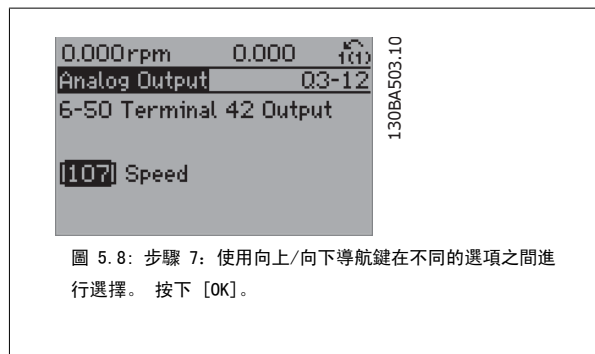 0.000rpm 0.000 1(1)
Analog Output Q3-12
6-50 Terminal 42 Output
[107] Speed
130BA503.10
圖 5.8: 步驟 7: 使用向上/向下導航鍵在不同的選項之間進
行選擇。 按下 [OK]。